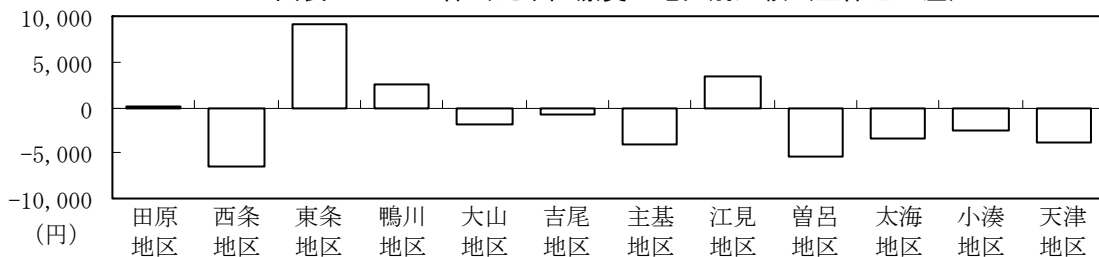 10,000
5,000
0
-5,000
-10,000
(円)
田原地区
西条地区
東条地区
鴨川地区
大山地区
吉尾地区
主基地区
江見地区
曽呂地区
太海地区
小湊地区
天津地区